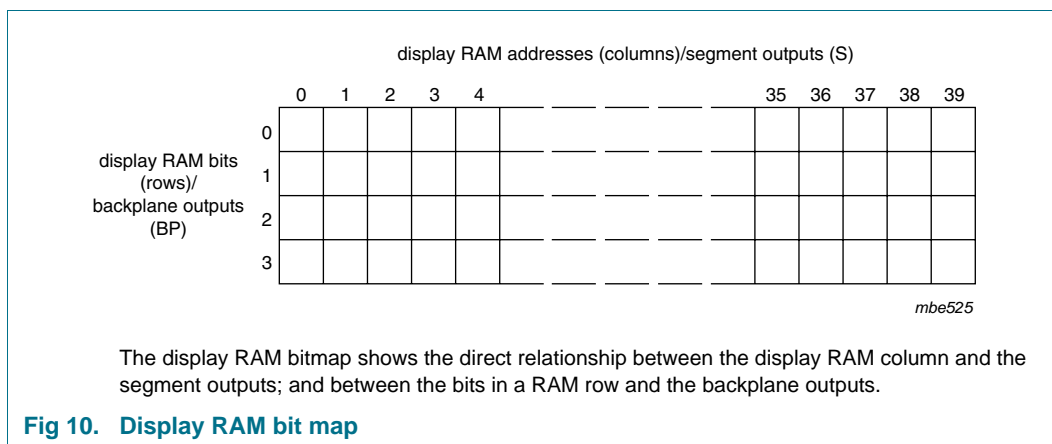 display RAM addresses (columns)/segment outputs (S)
0 1 2 3 4 35 36 37 38 39
0
display RAM bits
(rows)/
backplane outputs
(BP)
1
2
3
mbe525
The display RAM bitmap shows the direct relationship between the display RAM column and the
segment outputs; and between the bits in a RAM row and the backplane outputs.
Fig 10. Display RAM bit map